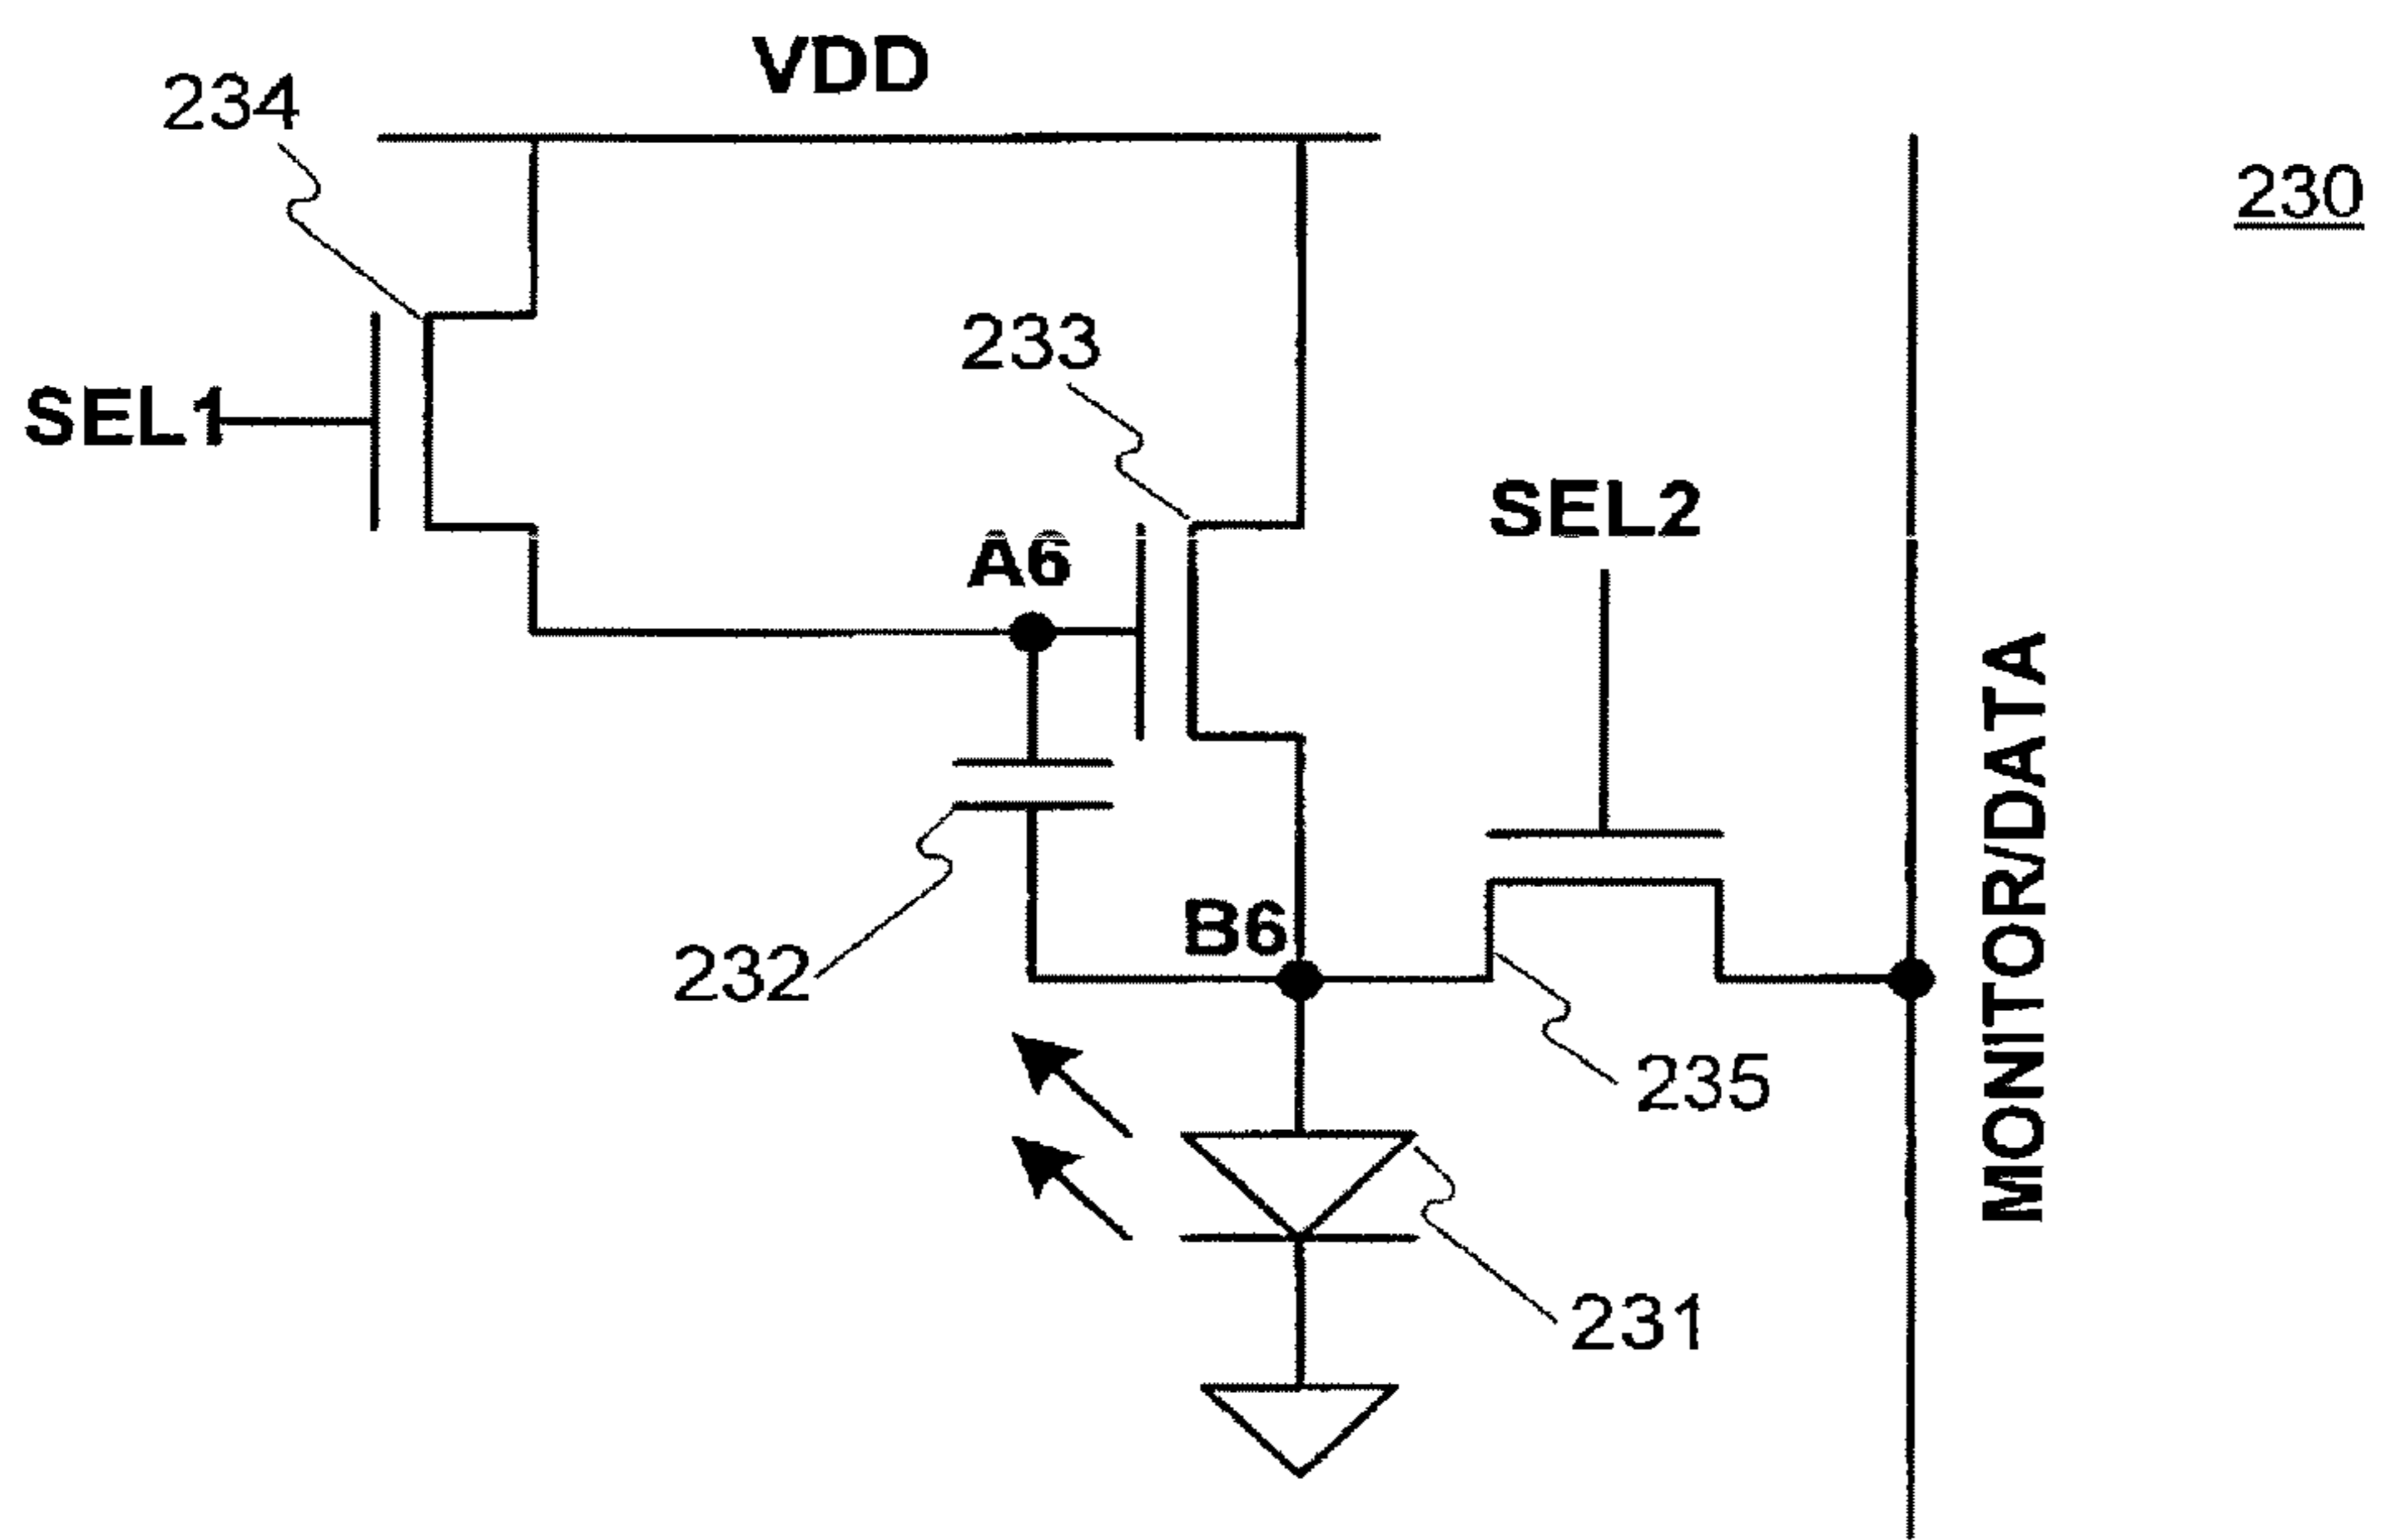 VDD
234
230
233
SEL1
SEL2
A6
MONITOR/DATA
B6
232
235
231